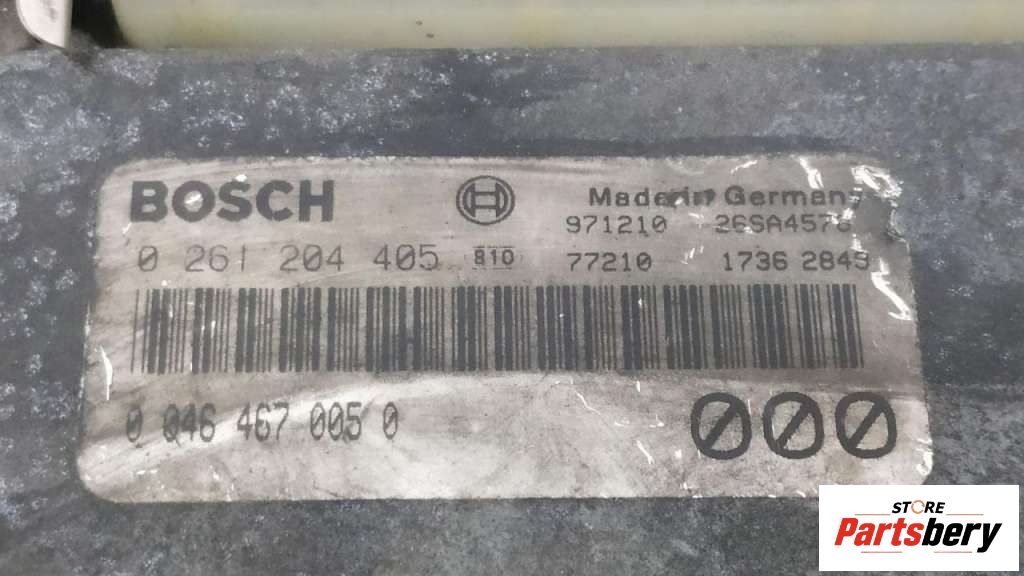 BOSCH
Made in Germany
971210 26SA4578
0 261 204 405 810 77210 1736 2849
0 046 467 005 0
000
STORE
Partsbery